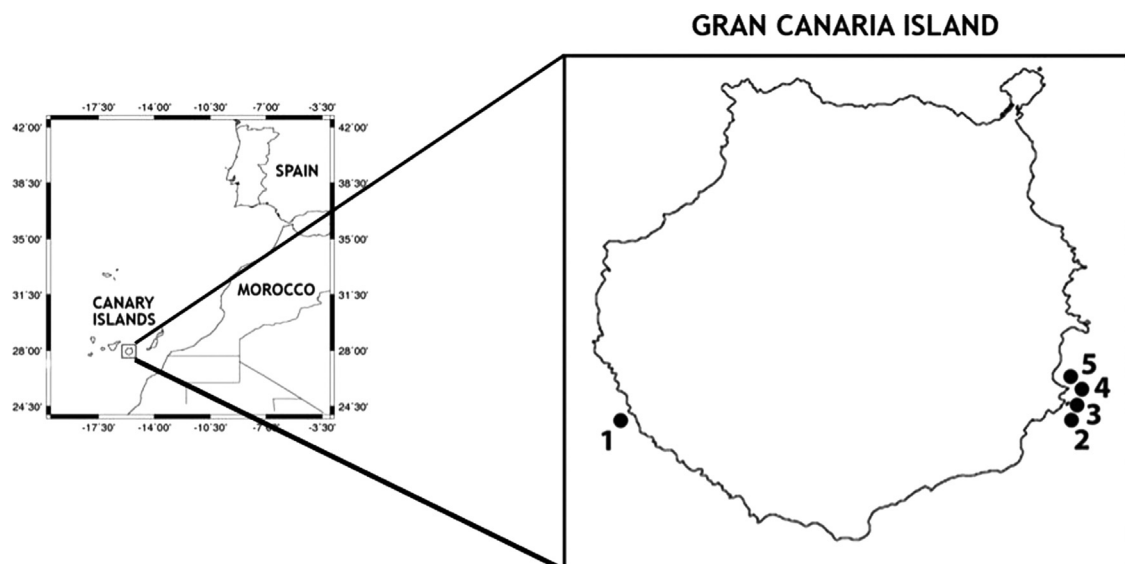 GRAN CANARIA ISLAND
-17˚30' -14˚00' -10˚30' -7˚00' -3˚30'
42˚00' 42˚00'
SPAIN
38˚30' 38˚30'
35˚00' 35˚00'
MOROCCO
31˚30' 31˚30'
CANARY
ISLANDS
28˚00' 28˚00'
24˚30' 24˚30'
-17˚30' -14˚00' -10˚30' -7˚00' -3˚30'
5
4
3
2
1